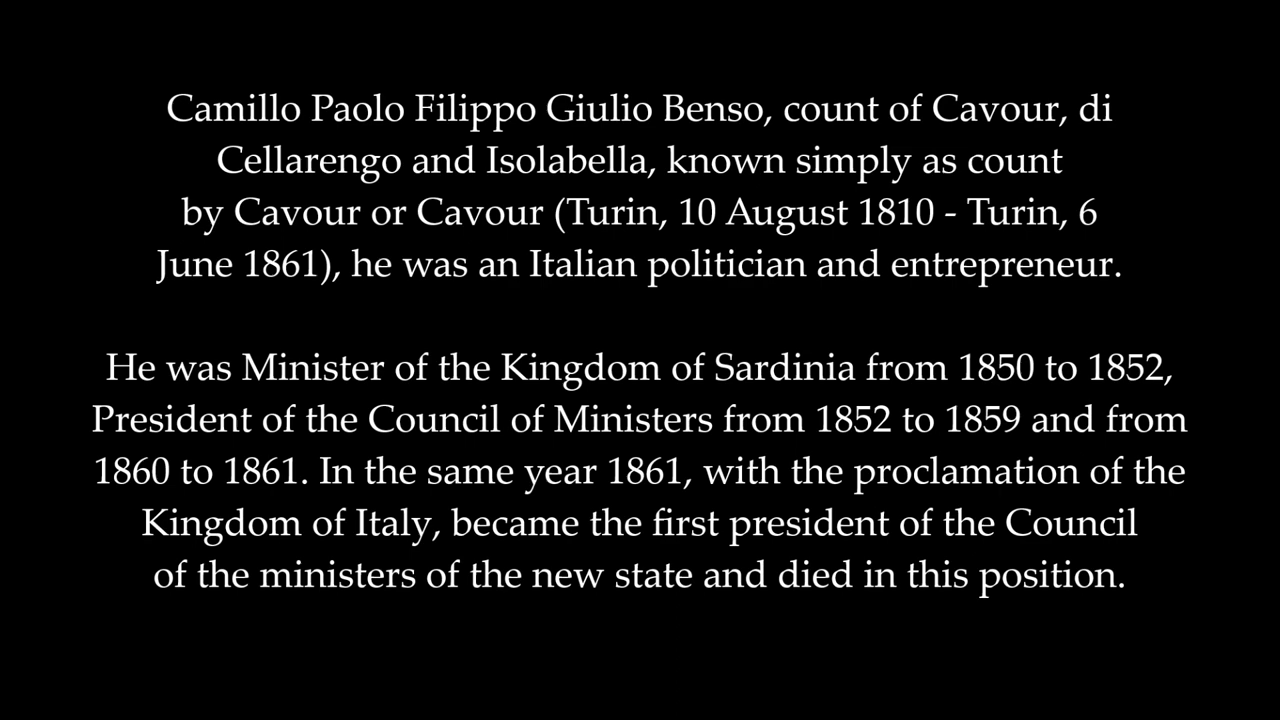 Camillo Paolo Filippo Giulio Benso, count of Cavour, di
Cellarengo and Isolabella, known simply as count
by Cavour or Cavour (Turin, 10 August 1810 - Turin, 6
June 1861), he was an Italian politician and entrepreneur.
He was Minister of the Kingdom of Sardinia from 1850 to 1852,
President of the Council of Ministers from 1852 to 1859 and from
1860 to 1861. In the same year 1861, with the proclamation of the
Kingdom of Italy, became the first president of the Council
of the ministers of the new state and died in this position.